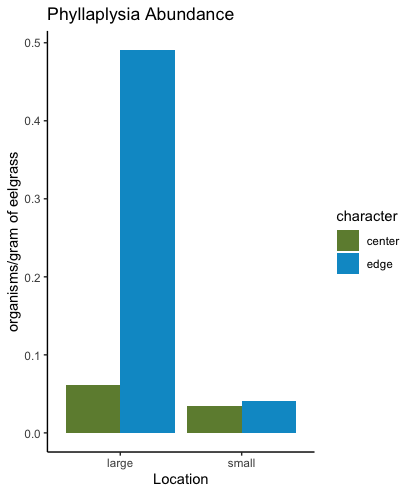 Phyllaplysia Abundance
organisms/gram of eelgrass
0.5
0.4
0.3
0.2
0.1
0.0
large
small
Location
character
center
edge